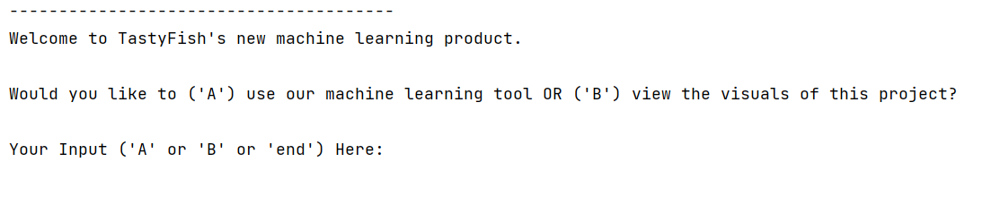 ---------------------------------------
Welcome to TastyFish's new machine learning product.
Would you like to ('A') use our machine learning tool OR ('B') view the visuals of this project?
Your Input ('A' or 'B' or 'end') Here: